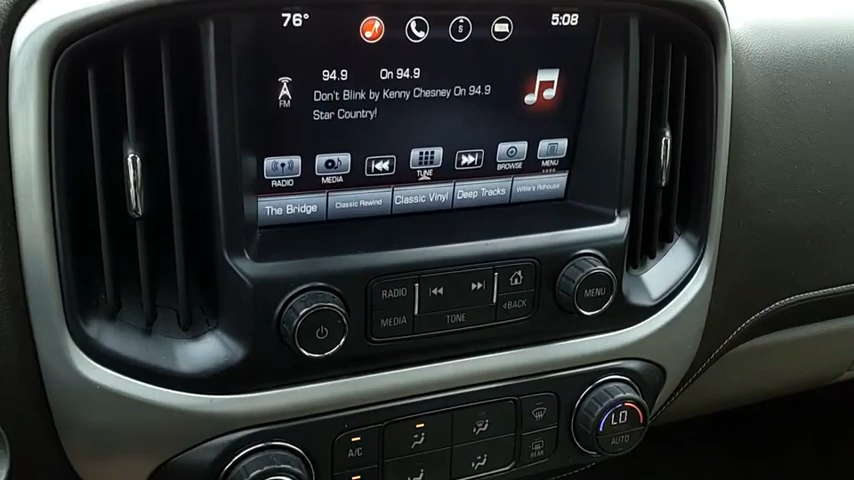 76° S 5:08
94.9 On 94.9
FM
Don't Blink by Kenny Chesney On 94.9
Star Country!
RADIO MEDIA TUNE BROWSE MENU
The Bridge Classic Rewind Classic Vinyl Deep Tracks Willie's Rohouse
RADIO
BACK
MENU
MEDIA TONE
LO
AUTO
A/C
REAR